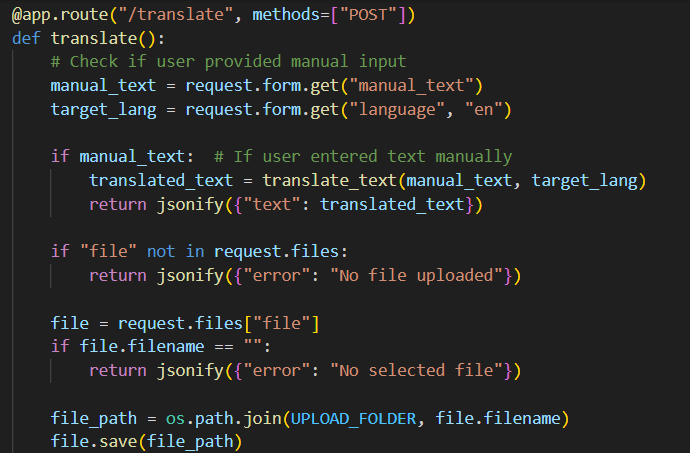 @app.route("/translate", methods=["POST"])
def translate():
    # Check if user provided manual input
    manual_text = request.form.get("manual_text")
    target_lang = request.form.get("language", "en")

    if manual_text:  # If user entered text manually
        translated_text = translate_text(manual_text, target_lang)
        return jsonify({"text": translated_text})

    if "file" not in request.files:
        return jsonify({"error": "No file uploaded"})

    file = request.files["file"]
    if file.filename == "":
        return jsonify({"error": "No selected file"})

    file_path = os.path.join(UPLOAD_FOLDER, file.filename)
    file.save(file_path)